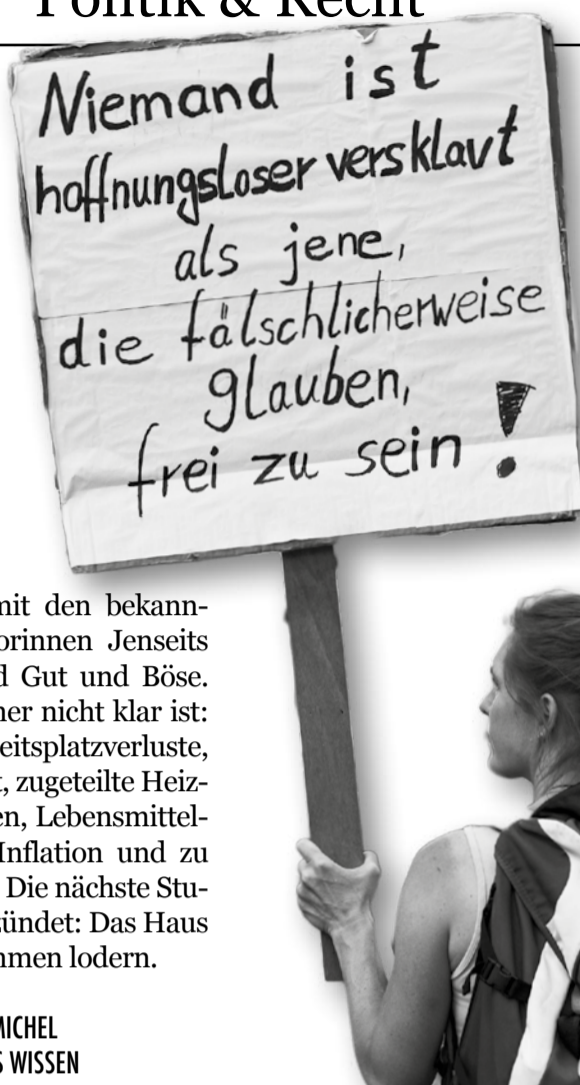 Politik & Recht
Niemand ist
hoffnungsloser versklavt
als jene,
die fälschlicherweise
glauben,
frei zu sein!
mit den bekann-
orinnen Jenseits
d Gut und Böse.
er nicht klar ist:
eitsplatzverluste,
t, zugeteilte Heiz-
en, Lebensmittel-
Inflation und zu
Die nächste Stu-
ündet: Das Haus
mmen lodern.
MICHEL
S WISSEN